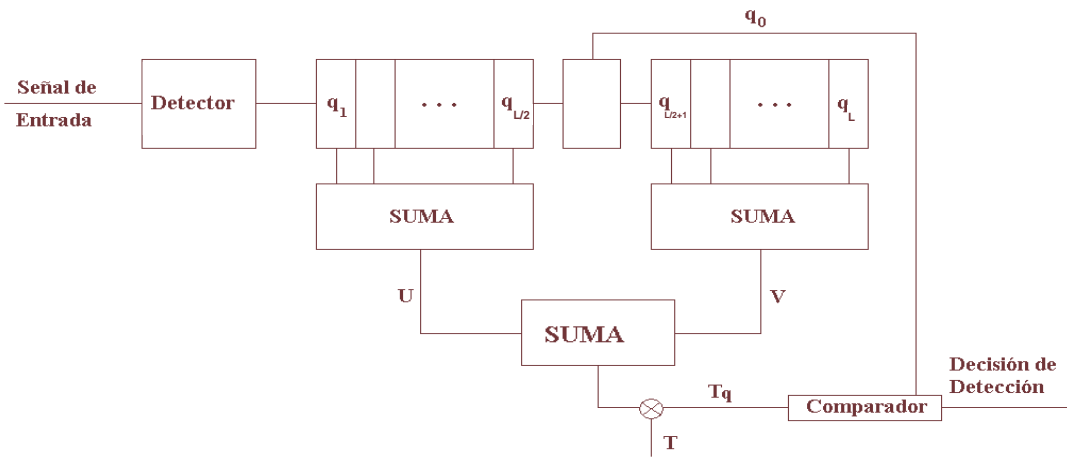 q0
Señal de
Entrada
Detector
q1
. . .
qL/2
qL/2+1
. . .
qL
SUMA
SUMA
U
V
SUMA
Tq
T
Comparador
Decisión de
Detección